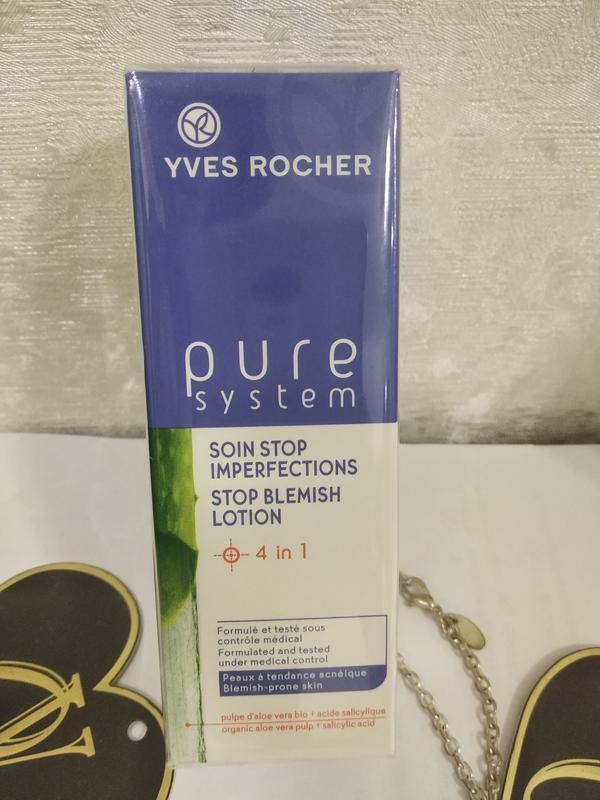 YVES ROCHER
pure
system
SOIN STOP
IMPERFECTIONS
STOP BLEMISH
LOTION
4 in 1
Formulé et testé sous
contrôle médical
Formulated and tested
under medical control
Peaux à tendance acnéique
Blemish-prone skin
pulpe d'aloe vera bio + acide salicylique
organic aloe vera pulp + salicylic acid